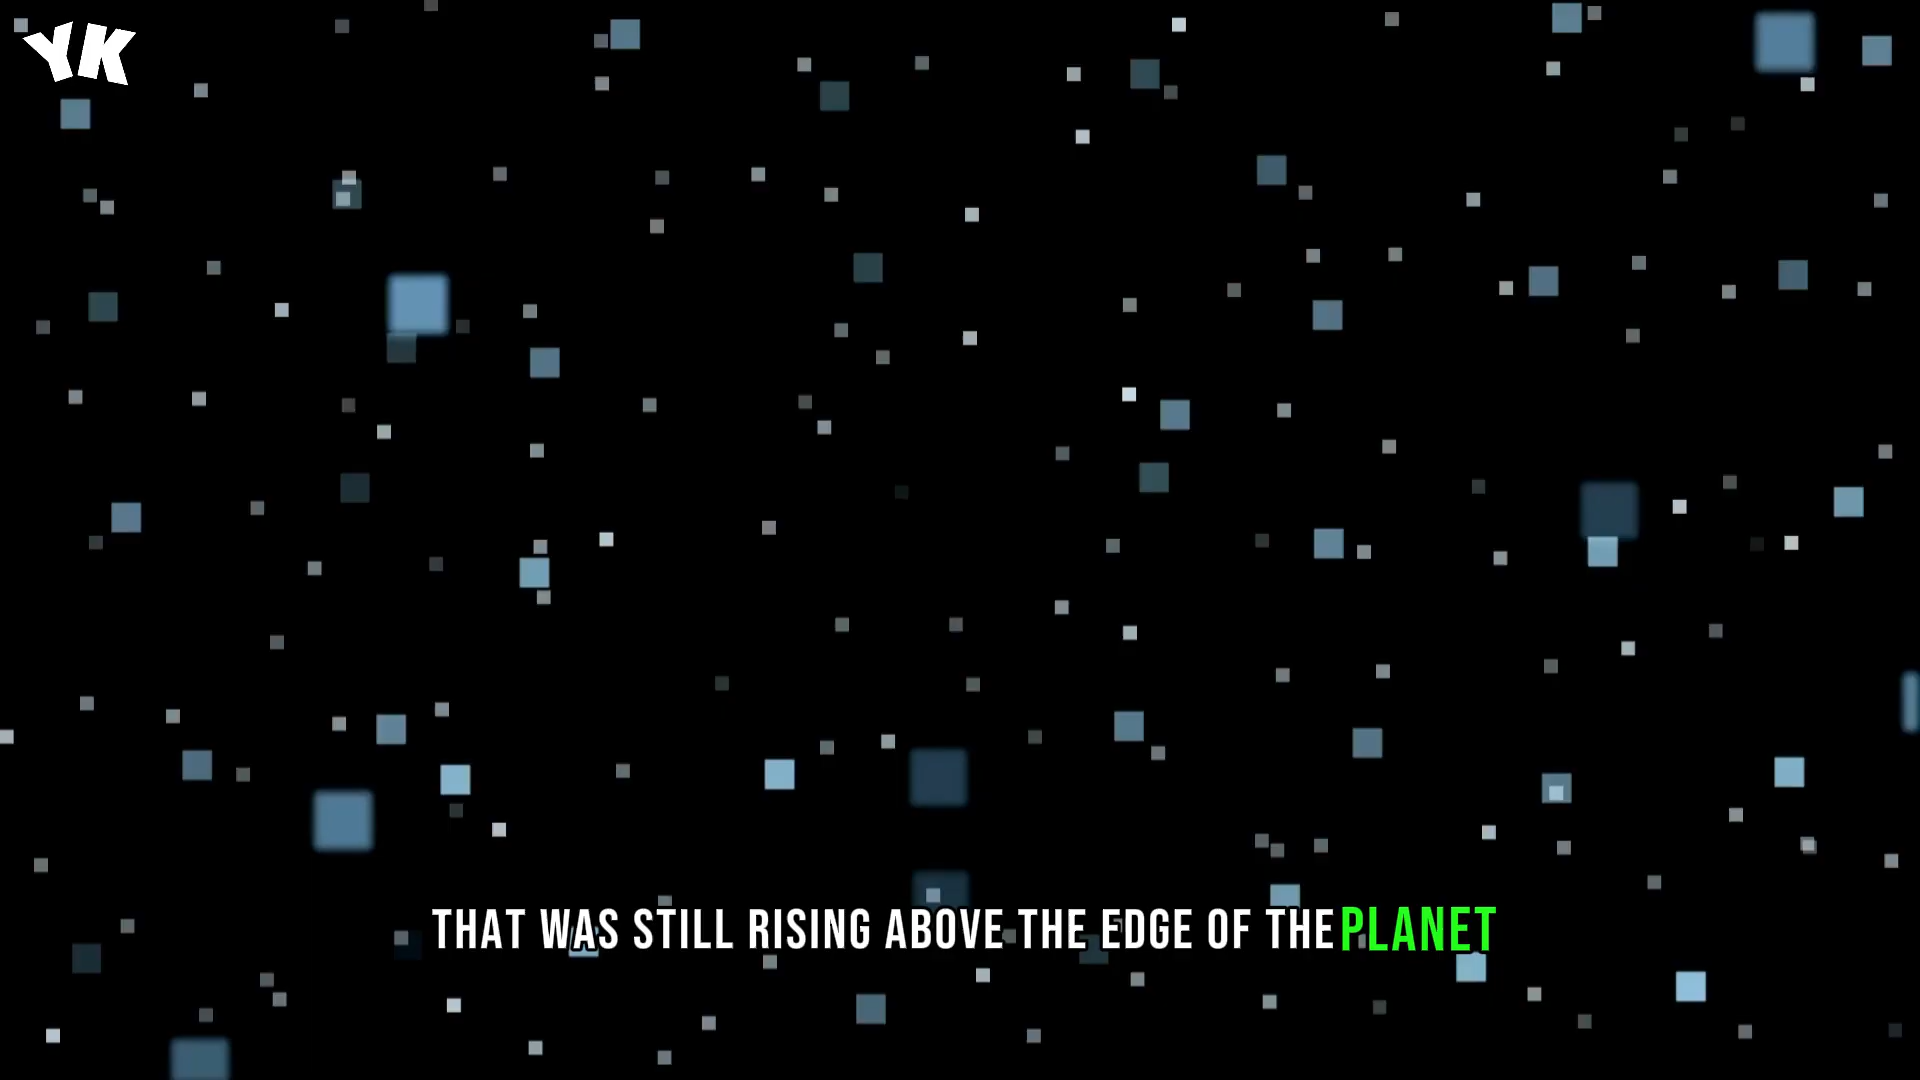 YK
THAT WAS STILL RISING ABOVE THE EDGE OF THE PLANET